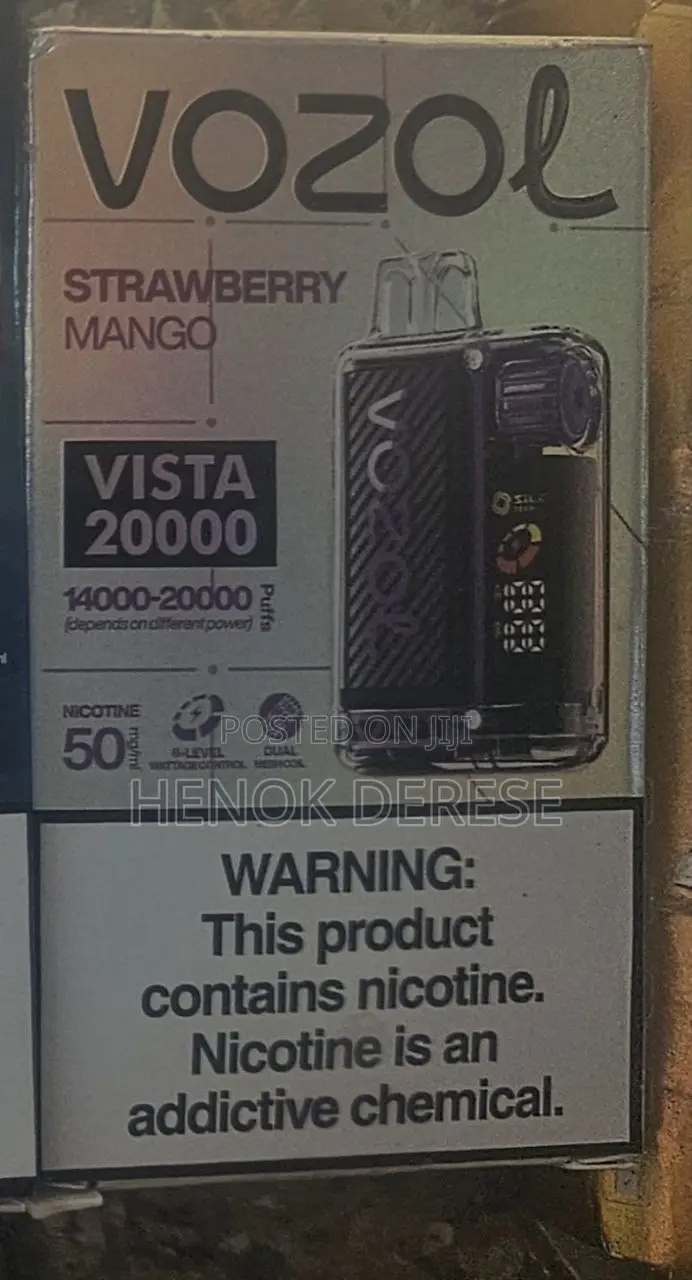 VOZOL
STRAWBERRY
MANGO
VISTA
20000
14000-20000 Puffs
(depends on different power)
NICOTINE
50 mg/ml
6-LEVEL
WATTAGE CONTROL
DUAL
MESH COIL
VOZOL
POSTED ON JIJI
HENOK DERESE
WARNING:
This product
contains nicotine.
Nicotine is an
addictive chemical.